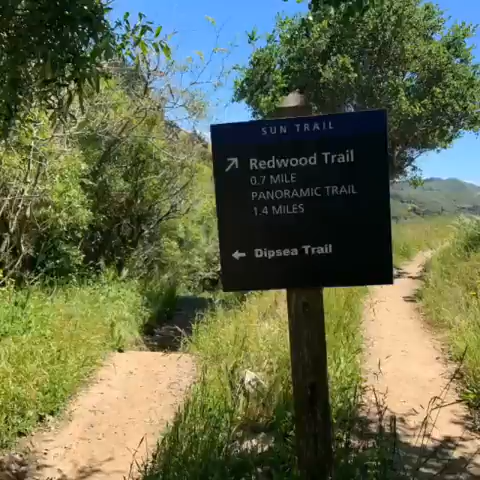 SUN TRAIL
Redwood Trail
0.7 MILE
PANORAMIC TRAIL
1.4 MILES
Dipsea Trail